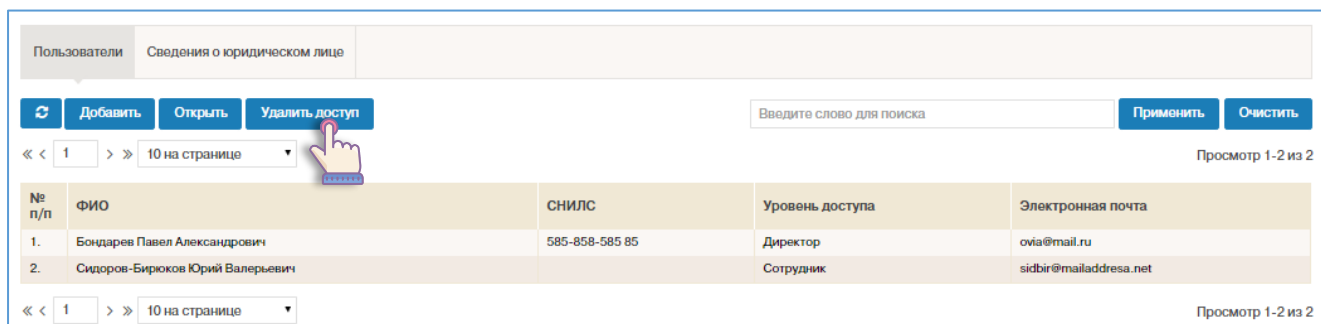 Пользователи Сведения о юридическом лице
Добавить Открыть Удалить доступ Введите слово для поиска Применить Очистить
« < 1 > » 10 на странице Просмотр 1-2 из 2
№ п/п ФИО СНИЛС Уровень доступа Электронная почта
1. Бондарев Павел Александрович 585-858-585 85 Директор ovia@mail.ru
2. Сидоров-Бирюков Юрий Валерьевич Сотрудник sidbir@mailaddresa.net
« < 1 > » 10 на странице Просмотр 1-2 из 2